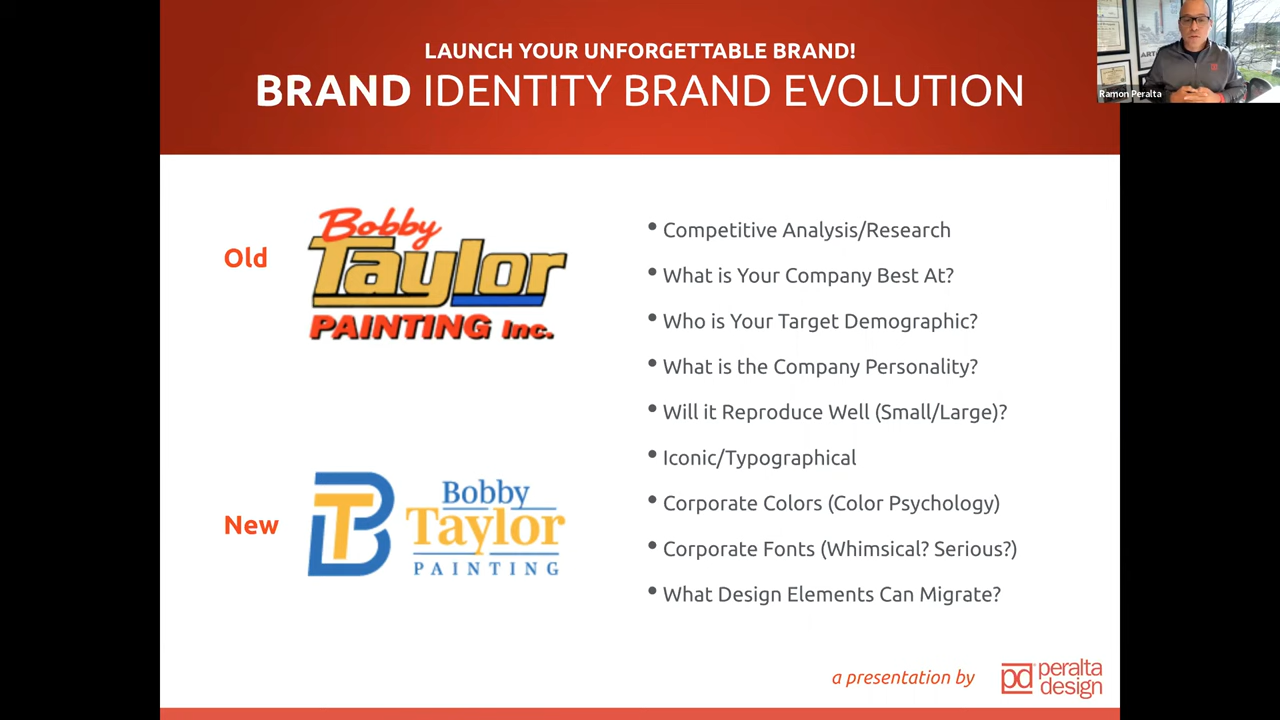 LAUNCH YOUR UNFORGETTABLE BRAND!
BRAND IDENTITY BRAND EVOLUTION
Ramon Peralta
Old
Bobby
Taylor
PAINTING Inc.
New
BT
Bobby
Taylor
PAINTING
• Competitive Analysis/Research
• What is Your Company Best At?
• Who is Your Target Demographic?
• What is the Company Personality?
• Will it Reproduce Well (Small/Large)?
• Iconic/Typographical
• Corporate Colors (Color Psychology)
• Corporate Fonts (Whimsical? Serious?)
• What Design Elements Can Migrate?
a presentation by
pd
peralta
design